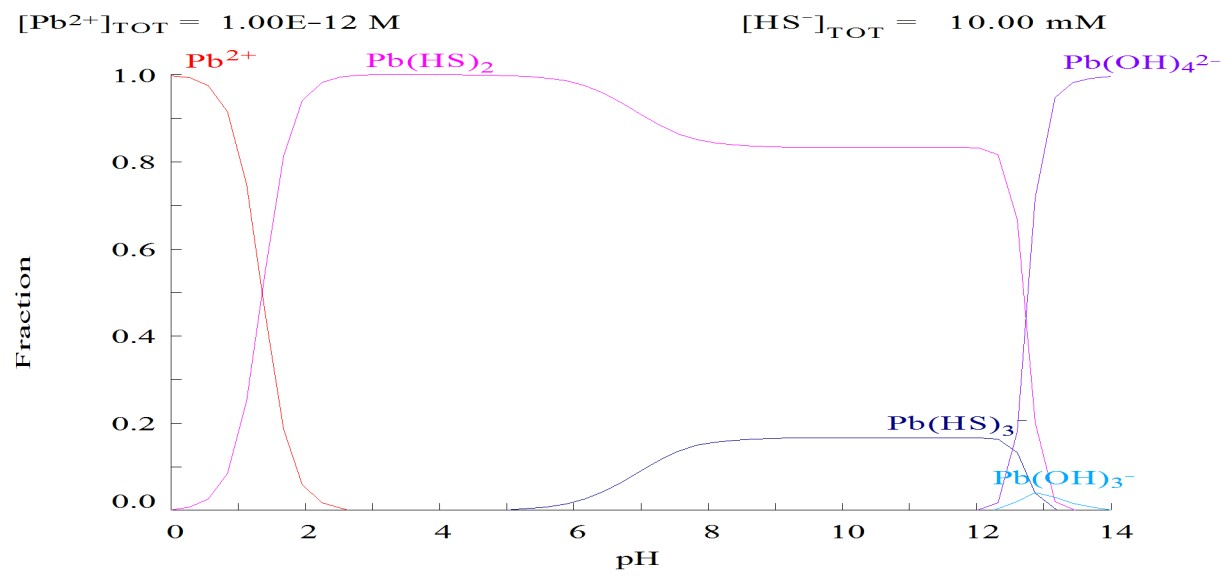 [Pb²⁺]TOT = 1.00E-12 M
[HS⁻]TOT = 10.00 mM
Pb²⁺
Pb(HS)₂
Pb(OH)₄²⁻
1.0
0.8
0.6
0.4
0.2
0.0
Fraction
Pb(HS)₃⁻
Pb(OH)₃⁻
0
2
4
6
8
10
12
14
pH